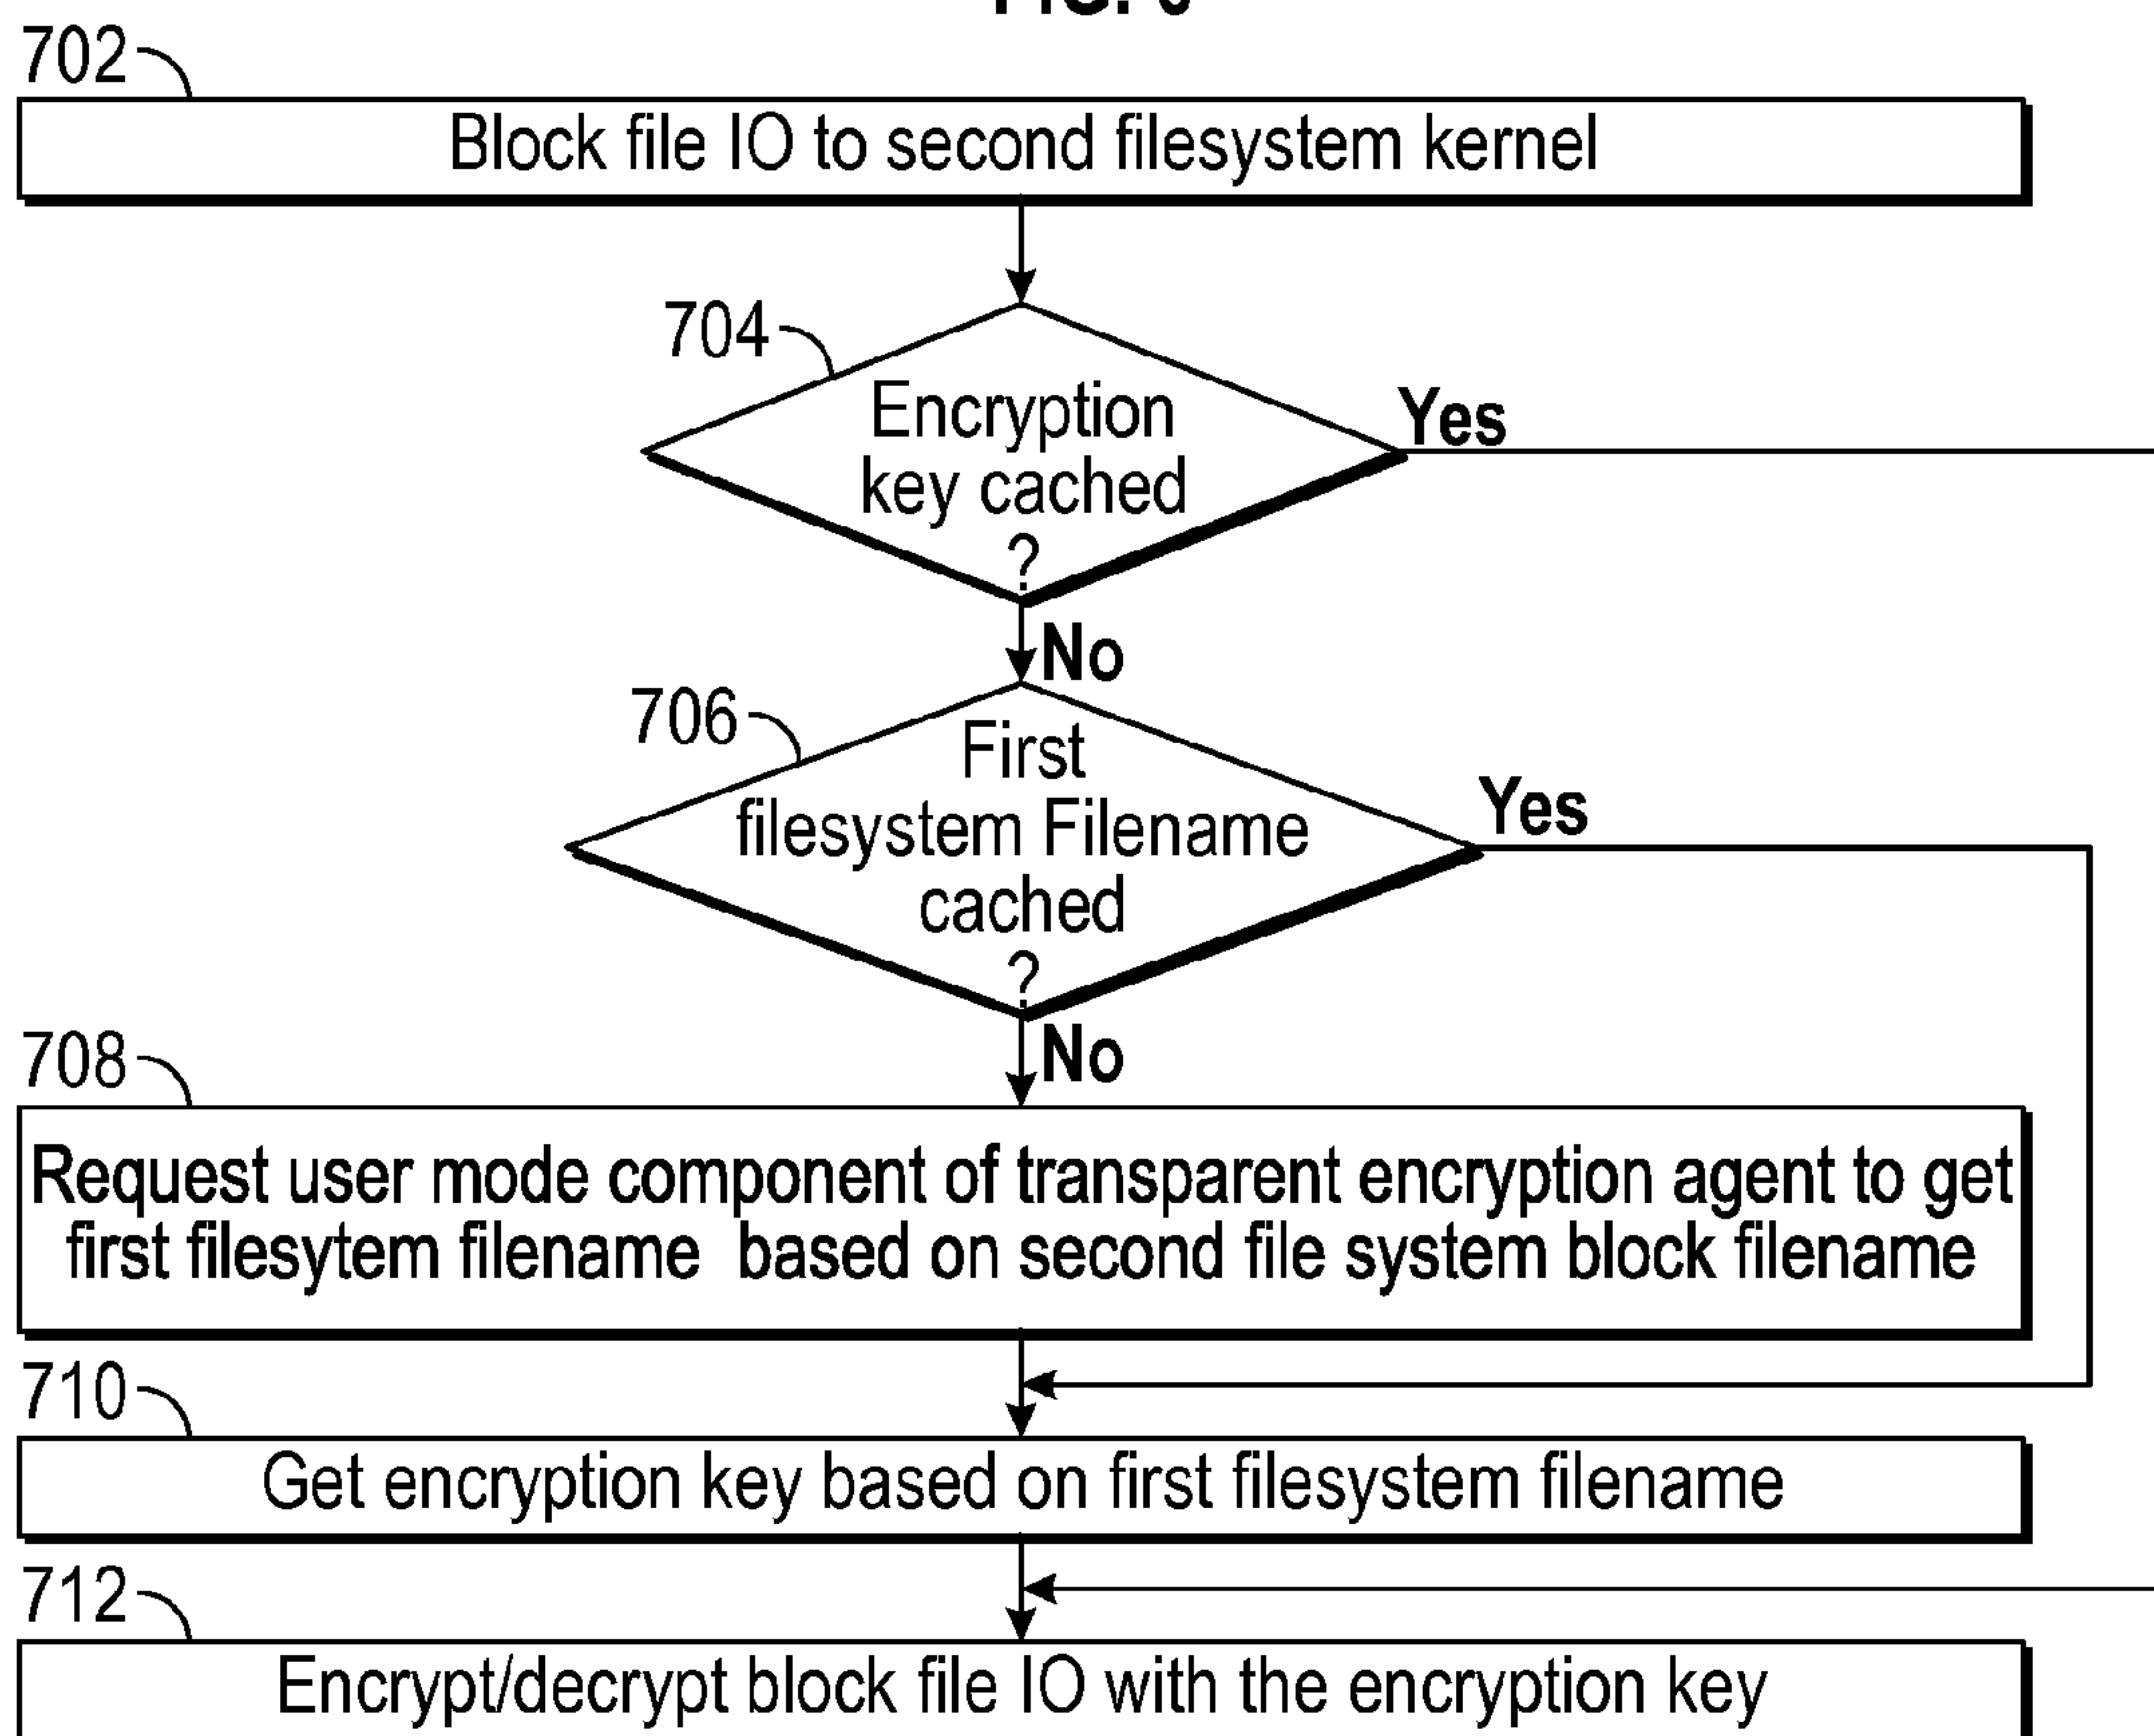 702
Block file IO to second filesystem kernel
704
Encryption
key cached
?
Yes
No
706
First
filesystem Filename
cached
?
Yes
No
708
Request user mode component of transparent encryption agent to get
first filesytem filename based on second file system block filename
710
Get encryption key based on first filesystem filename
712
Encrypt/decrypt block file IO with the encryption key